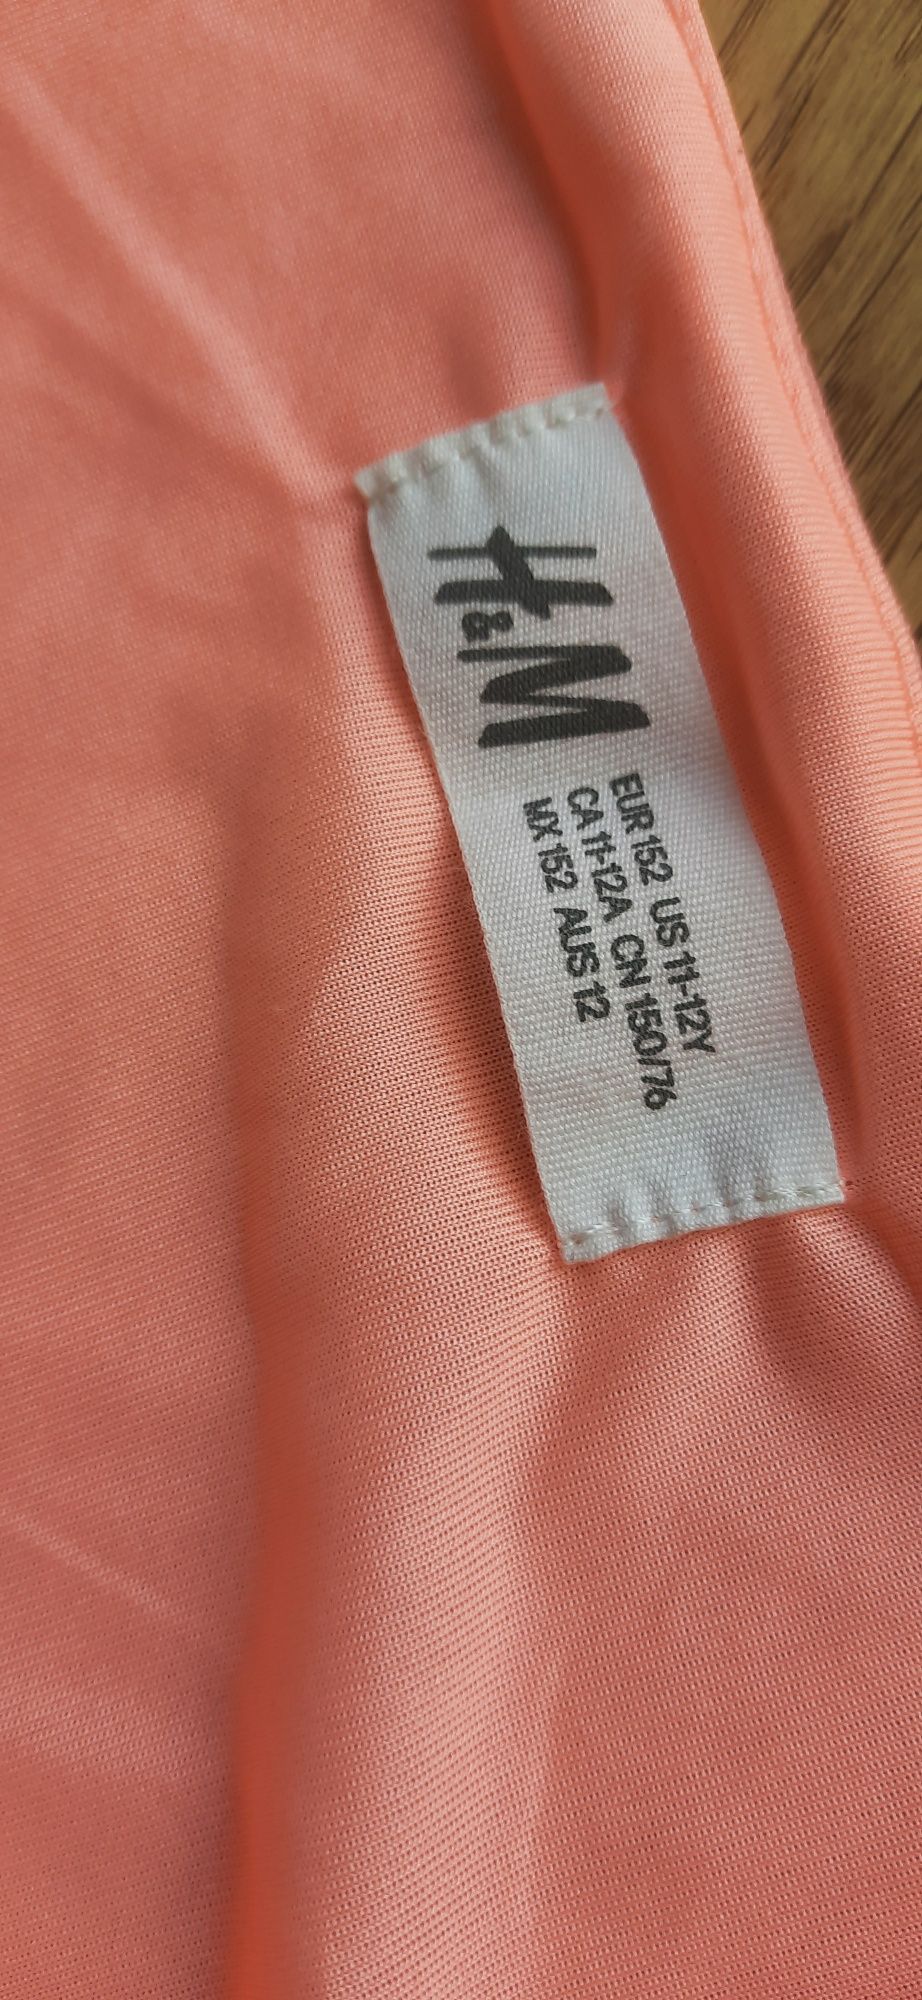 H&M
EUR 152 US 11-12Y
CA 11-12A CN 150/76
MX 152 AUS 12